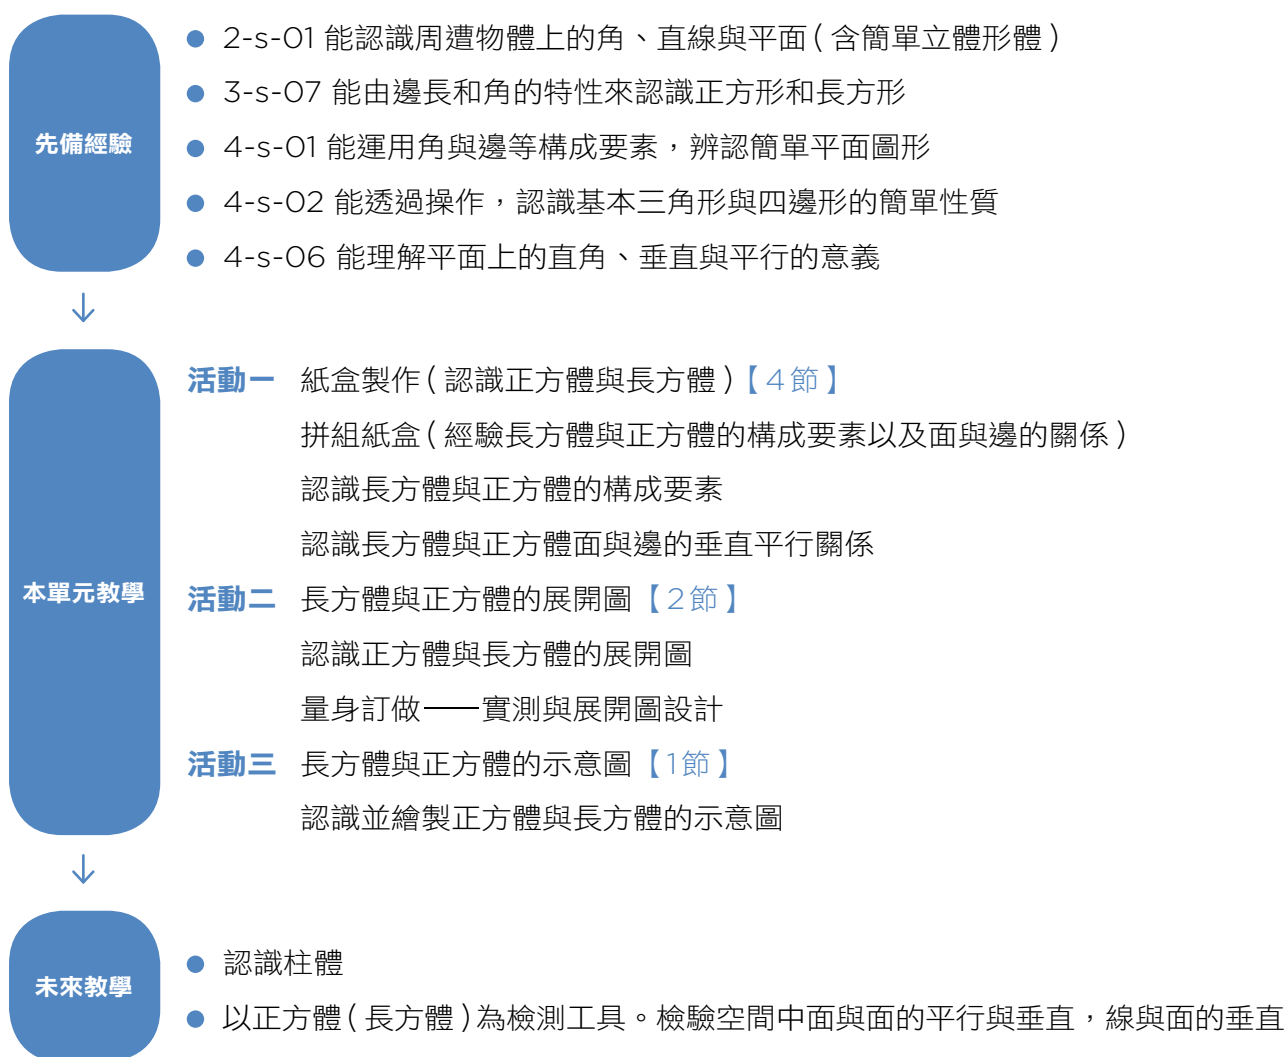 先備經驗
● 2-s-01 能認識周遭物體上的角、直線與平面(含簡單立體形體)
● 3-s-07 能由邊長和角的特性來認識正方形和長方形
● 4-s-01 能運用角與邊等構成要素，辨認簡單平面圖形
● 4-s-02 能透過操作，認識基本三角形與四邊形的簡單性質
● 4-s-06 能理解平面上的直角、垂直與平行的意義
↓
本單元教學
活動一 紙盒製作(認識正方體與長方體)【4節】
拼組紙盒(經驗長方體與正方體的構成要素以及面與邊的關係)
認識長方體與正方體的構成要素
認識長方體與正方體面與邊的垂直平行關係
活動二 長方體與正方體的展開圖【2節】
認識正方體與長方體的展開圖
量身訂做——實測與展開圖設計
活動三 長方體與正方體的示意圖【1節】
認識並繪製正方體與長方體的示意圖
↓
未來教學
● 認識柱體
● 以正方體(長方體)為檢測工具。檢驗空間中面與面的平行與垂直，線與面的垂直